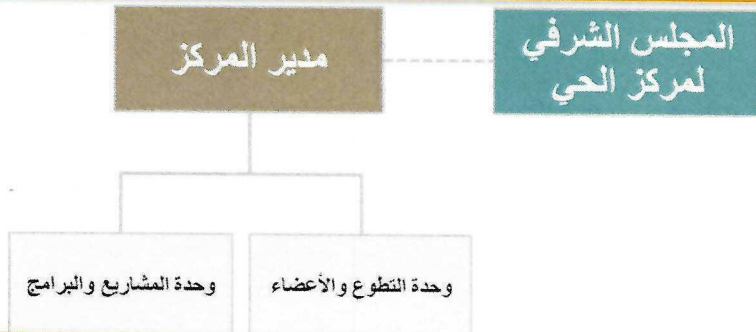 المجلس الشرفي
لمركز الحي
مدير المركز
وحدة التطوع والأعضاء
وحدة المشاريع والبرامج